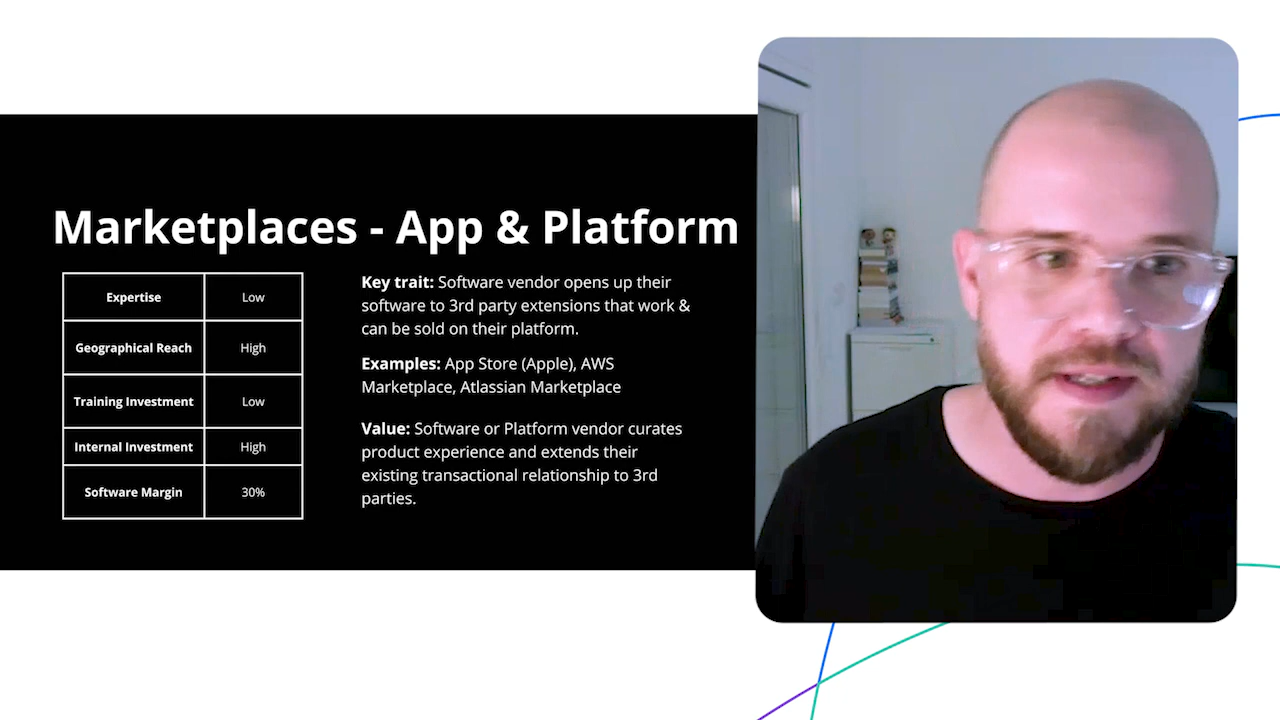 Marketplaces - App & Platform
Expertise Low
Geographical Reach High
Training Investment Low
Internal Investment High
Software Margin 30%
Key trait: Software vendor opens up their
software to 3rd party extensions that work &
can be sold on their platform.
Examples: App Store (Apple), AWS
Marketplace, Atlassian Marketplace
Value: Software or Platform vendor curates
product experience and extends their
existing transactional relationship to 3rd
parties.